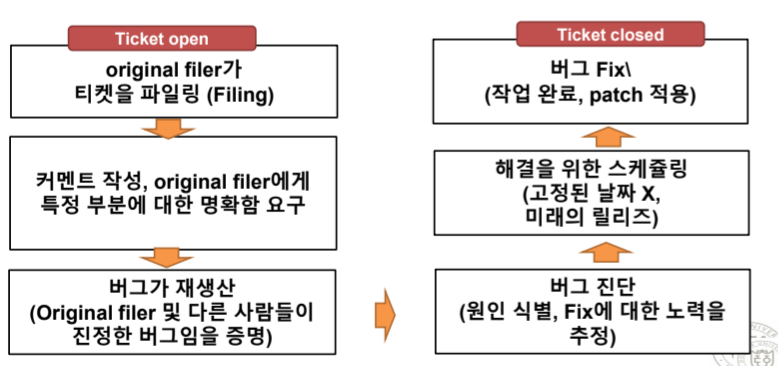 Ticket open
original filer가
티켓을 파일링 (Filing)
커멘트 작성, original filer에게
특정 부분에 대한 명확함 요구
버그가 재생산
(Original filer 및 다른 사람들이
진정한 버그임을 증명)
Ticket closed
버그 Fix\
(작업 완료, patch 적용)
해결을 위한 스케쥴링
(고정된 날짜 X,
미래의 릴리즈)
버그 진단
(원인 식별, Fix에 대한 노력을
추정)